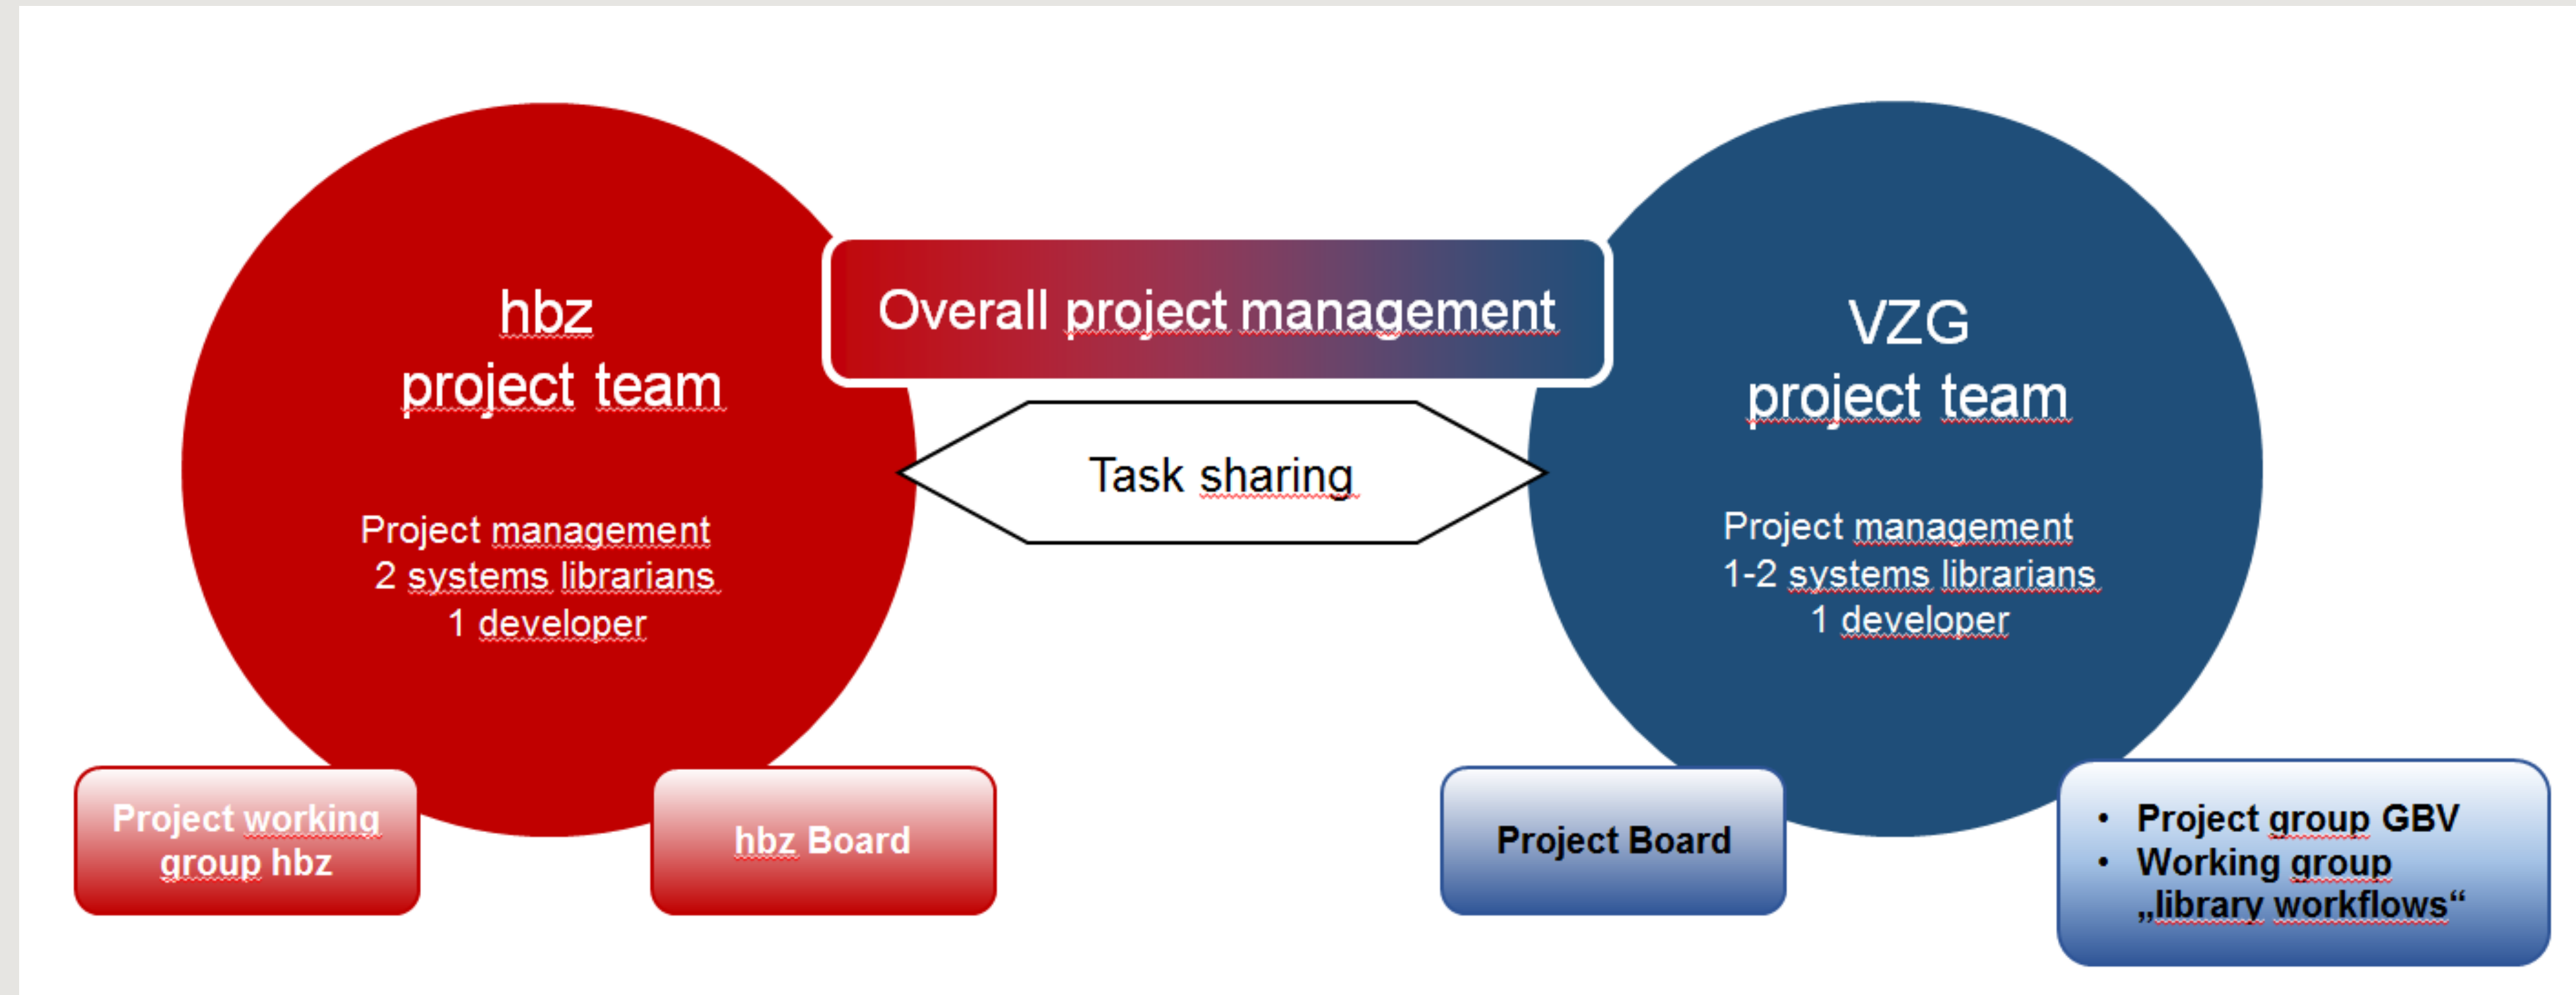 hbz
project team
Project management
2 systems librarians
1 developer
Overall project management
Task sharing
VZG
project team
Project management
1-2 systems librarians
1 developer
Project working
group hbz
hbz Board
Project Board
• Project group GBV
• Working group
„library workflows“